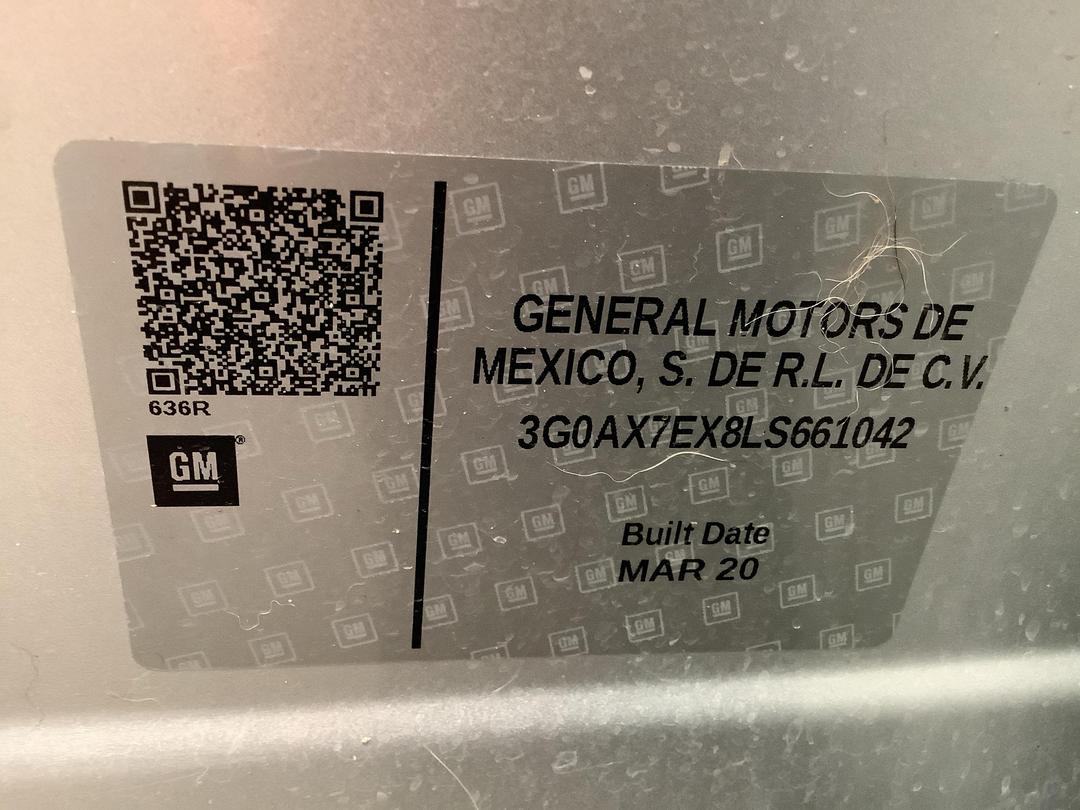 636R
GM
GENERAL MOTORS DE
MEXICO, S. DE R.L. DE C.V.
3G0AX7EX8LS661042
Built Date
MAR 20